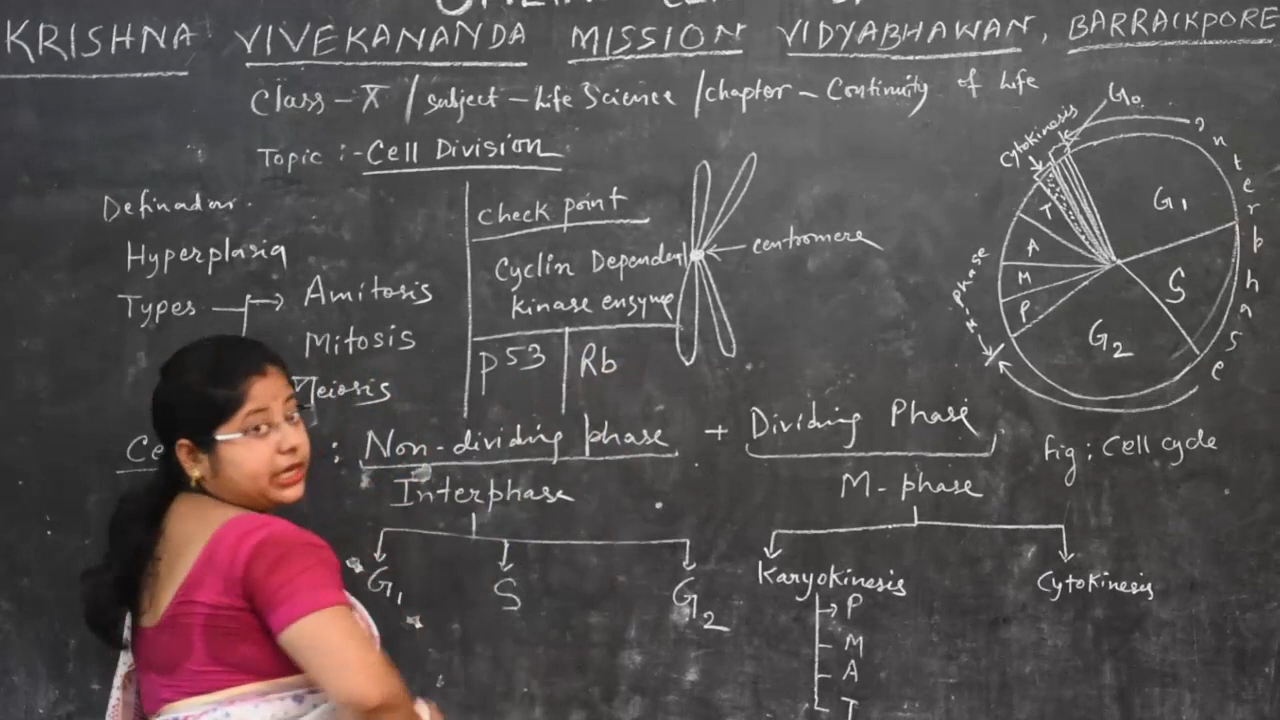 KRISHNA VIVEKANANDA MISSION VIDYABHAWAN, BARRACKPORE
Class - X / Subject - Life Science / chapter - Continuity of Life
Topic :- Cell Division
Hyperplasia
Types
Amitosis
Mitosis
Meiosis
check point
Cyclin Dependent
kinase enzyme
p53
Rb
centromere
G0
Cytokinesis
Interphase
G1
S
G2
M-phase
T
A
M
P
Fig : Cell cycle
Ce
: Non-dividing phase + Dividing Phase
Interphase
M-phase
G1
S
G2
Karyokinesis
Cytokinesis
P
M
A
T